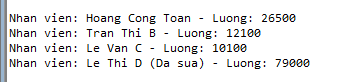 Nhan vien: Hoang Cong Toan - Luong: 26500
Nhan vien: Tran Thi B - Luong: 12100
Nhan vien: Le Van C - Luong: 10100
Nhan vien: Le Thi D (Da sua) - Luong: 79000